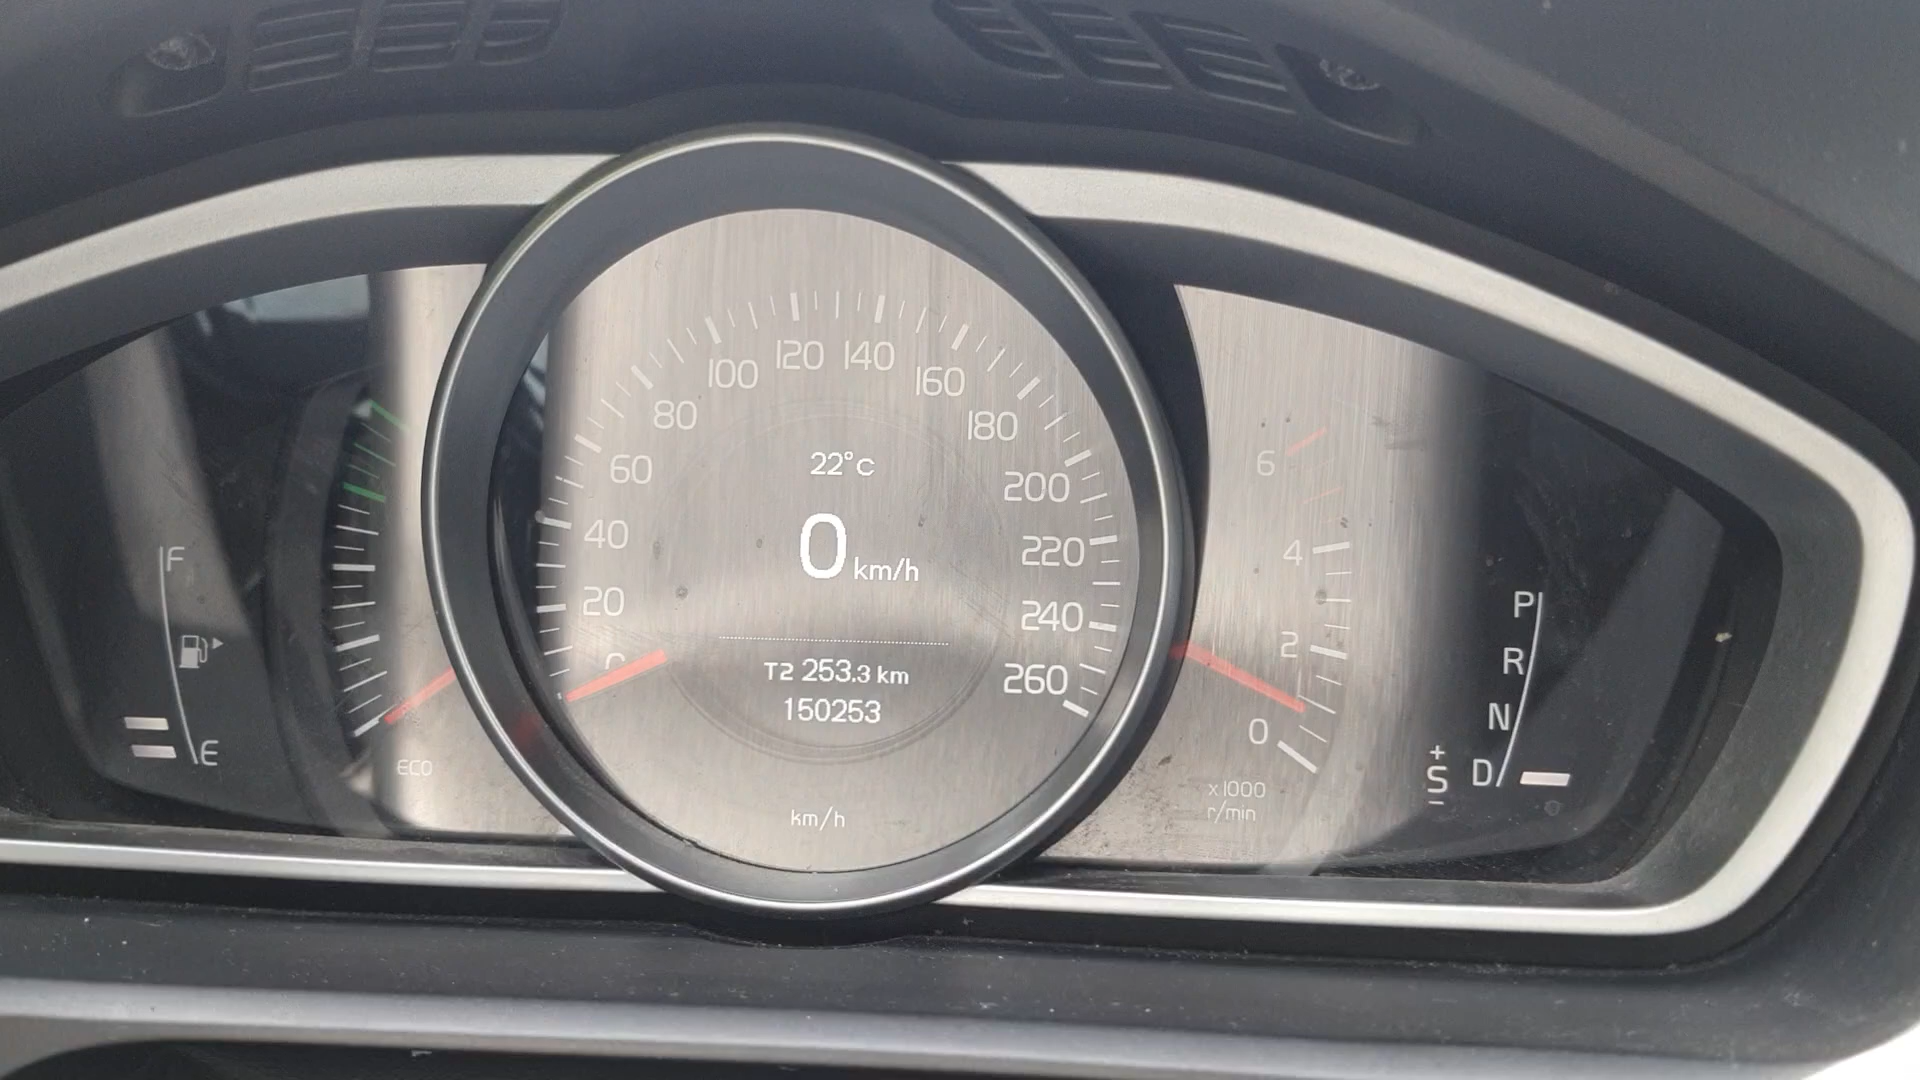 120 140
100 160
80 180
60 200
40 220
20 240
0 260
22°C
0 km/h
T2 253.3 km
150253
km/h
F
E
ECO
6
4
2
0
x1000
r/min
P
R
N
D
+
S
−